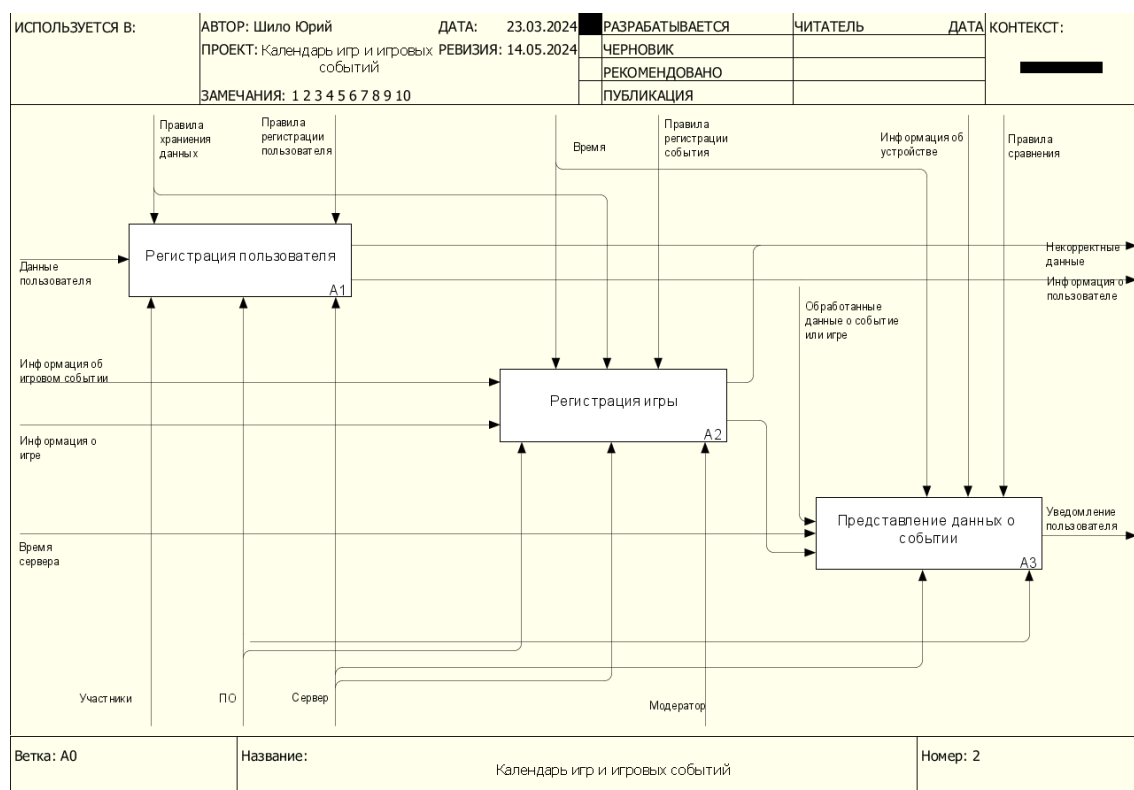 ИСПОЛЬЗУЕТСЯ В:
АВТОР: Шило Юрий
ДАТА: 23.03.2024
РАЗРАБАТЫВАЕТСЯ
ЧИТАТЕЛЬ
ДАТА
КОНТЕКСТ:
ПРОЕКТ: Календарь игр и игровых
событий
РЕВИЗИЯ: 14.05.2024
ЧЕРНОВИК
РЕКОМЕНДОВАНО
ЗАМЕЧАНИЯ: 1 2 3 4 5 6 7 8 9 10
ПУБЛИКАЦИЯ
Правила
храниения
данных
Правила
регистрации
пользователя
Время
Правила
регистрации
события
Информация об
устройстве
Правила
сравнения
Данные
пользователя
Регистрация пользователя
A1
Некорректные
данные
Информация о
пользователе
Обработанные
данные о событие
или игре
Информация об
игровом событии
Регистрация игры
A2
Информация о
игре
Представление данных о
событии
A3
Уведомление
пользователя
Время
сервера
Участники
ПО
Сервер
Модератор
Ветка: A0
Название:
Календарь игр и игровых событий
Номер: 2